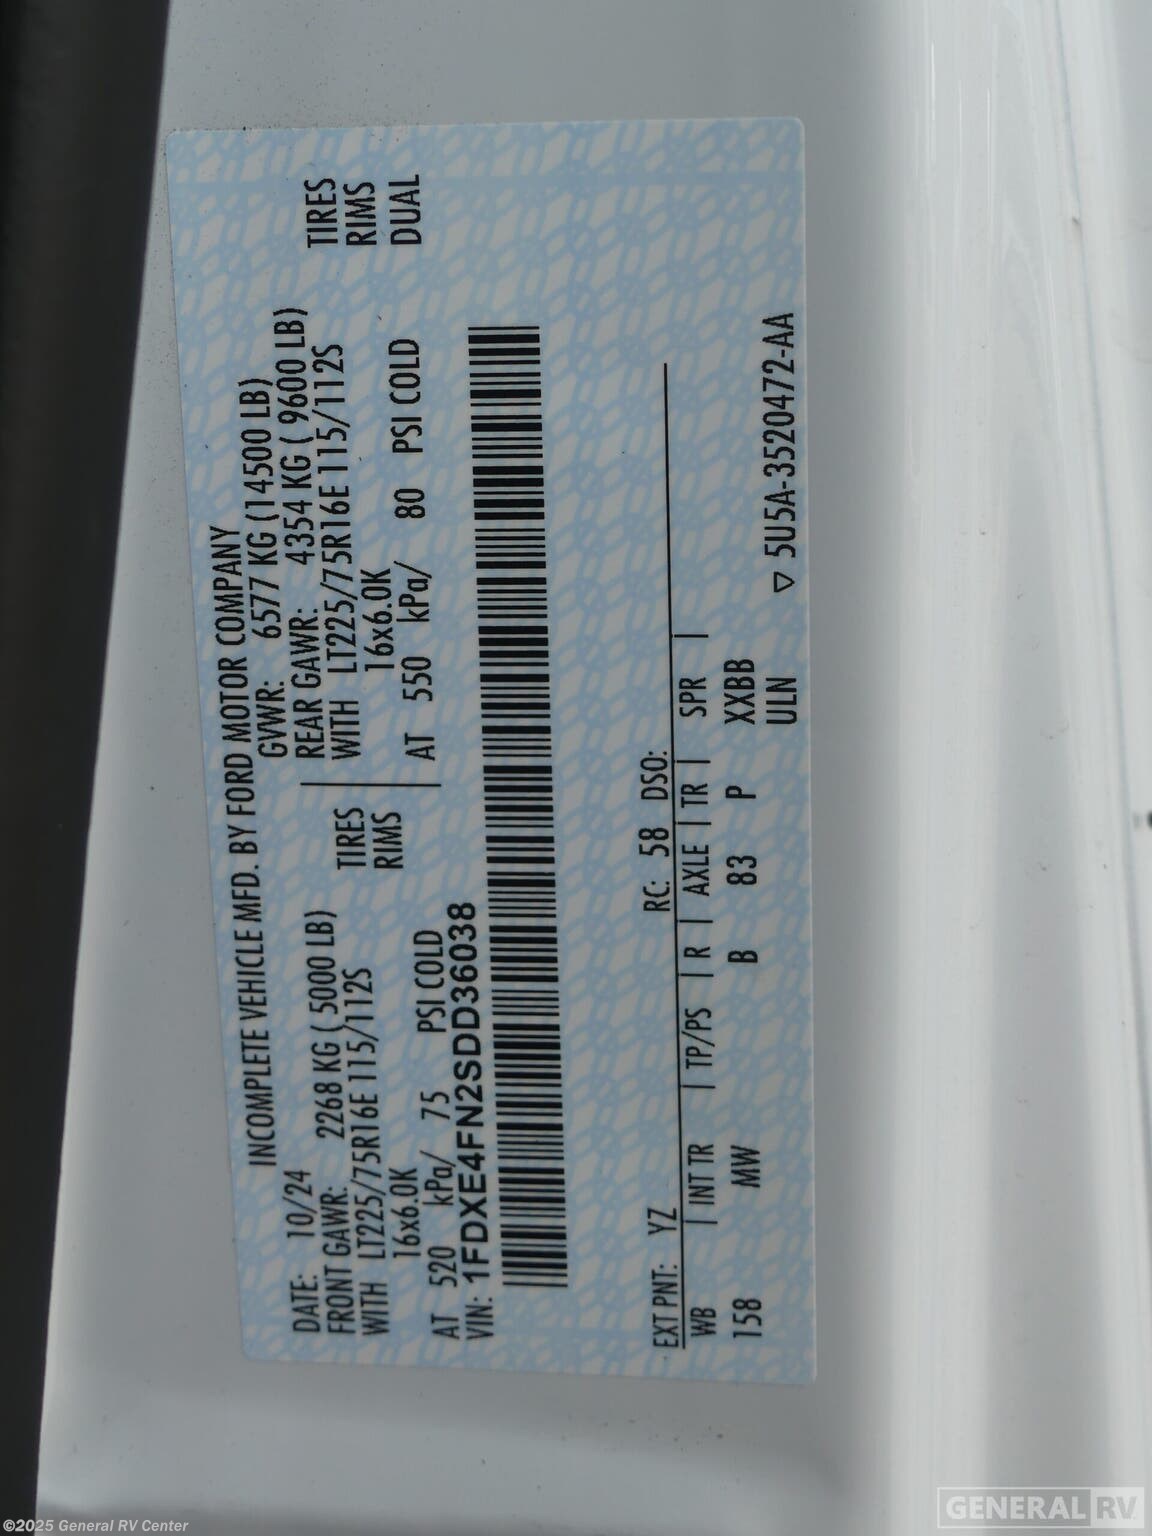 INCOMPLETE VEHICLE MFD. BY FORD MOTOR COMPANY
DATE: 10/24 GVWR: 6577 KG (14500 LB)
FRONT GAWR: 2268 KG ( 5000 LB) REAR GAWR: 4354 KG ( 9600 LB)
WITH LT225/75R16E 115/112S TIRES WITH LT225/75R16E 115/112S TIRES
16x6.0K RIMS 16x6.0K RIMS
AT 520 kPa/ 75 PSI COLD AT 550 kPa/ 80 PSI COLD DUAL
VIN: 1FDXE4FN2SDD36038
EXT PNT: YZ RC: 58 DSO:
WB | INT TR | TP/PS | R | AXLE | TR | SPR |
158 MW B 83 P XXBB
ULN ▽ 5U5A-3520472-AA
©2025 General RV Center
GENERAL RV